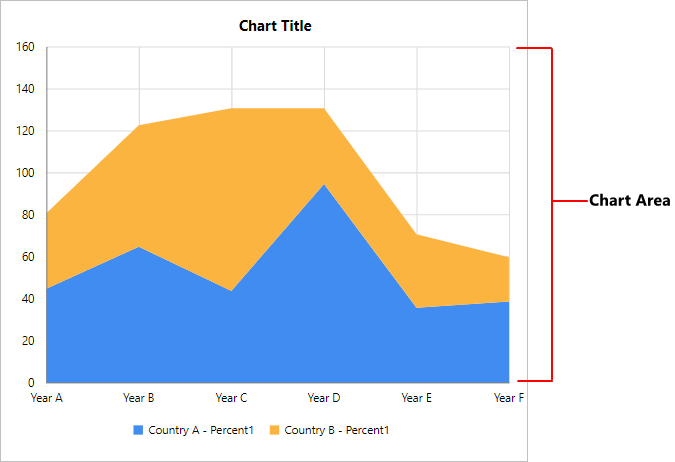 Chart Title
160
140
120
100
80
60
40
20
0
Year A Year B Year C Year D Year E Year F
Country A - Percent1 Country B - Percent1
Chart Area